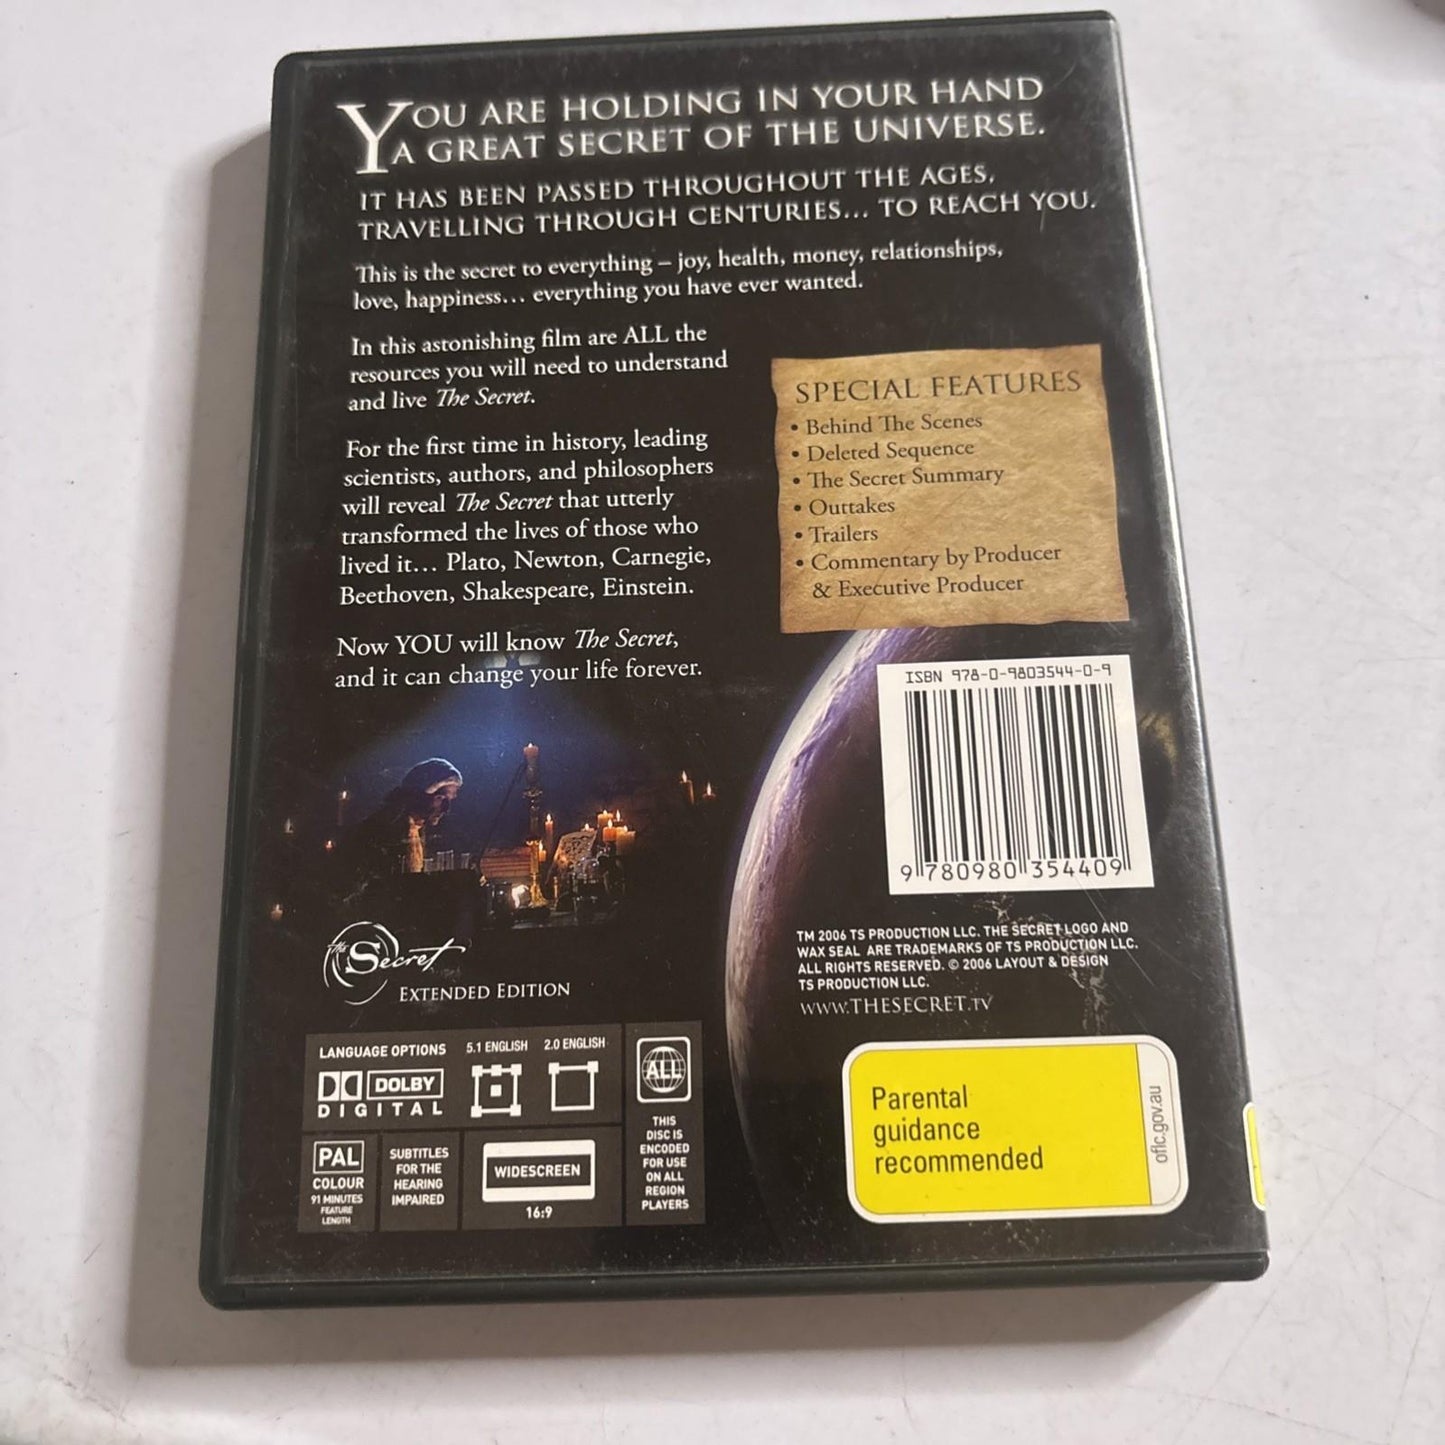 YOU ARE HOLDING IN YOUR HAND
A GREAT SECRET OF THE UNIVERSE.
IT HAS BEEN PASSED THROUGHOUT THE AGES,
TRAVELLING THROUGH CENTURIES... TO REACH YOU.
This is the secret to everything – joy, health, money, relationships,
love, happiness... everything you have ever wanted.
In this astonishing film are ALL the
resources you will need to understand
and live The Secret.
For the first time in history, leading
scientists, authors, and philosophers
will reveal The Secret that utterly
transformed the lives of those who
lived it... Plato, Newton, Carnegie,
Beethoven, Shakespeare, Einstein.
Now YOU will know The Secret,
and it can change your life forever.
SPECIAL FEATURES
• Behind The Scenes
• Deleted Sequence
• The Secret Summary
• Outtakes
• Trailers
• Commentary by Producer
& Executive Producer
ISBN 978-0-9803544-0-9
9 780980 354409
TM 2006 TS PRODUCTION LLC. THE SECRET LOGO AND
WAX SEAL ARE TRADEMARKS OF TS PRODUCTION LLC.
ALL RIGHTS RESERVED. © 2006 LAYOUT & DESIGN
TS PRODUCTION LLC.
WWW.THESECRET.TV
the Secret
EXTENDED EDITION
LANGUAGE OPTIONS
5.1 ENGLISH
2.0 ENGLISH
DOLBY
DIGITAL
ALL
THIS
DISC IS
ENCODED
FOR USE
ON ALL
REGION
PLAYERS
PAL
COLOUR
91 MINUTES
FEATURE
LENGTH
SUBTITLES
FOR THE
HEARING
IMPAIRED
WIDESCREEN
16:9
Parental
guidance
recommended
oflc.gov.au